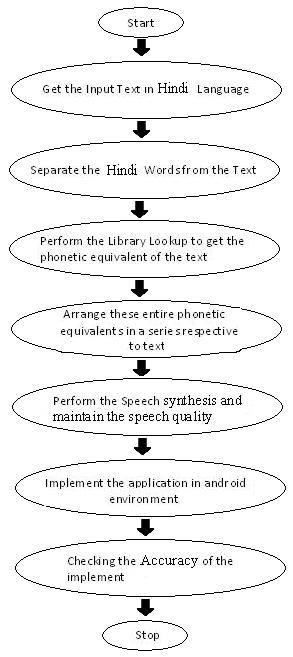 Start
Get the Input Text in Hindi Language
Separate the Hindi Words from the Text
Perform the Library Lookup to get the
phonetic equivalent of the text
Arrange these entire phonetic
equivalents in a series respective
to text
Perform the Speech synthesis and
maintain the speech quality
Implement the application in android
environment
Checking the Accuracy of the
implement
Stop